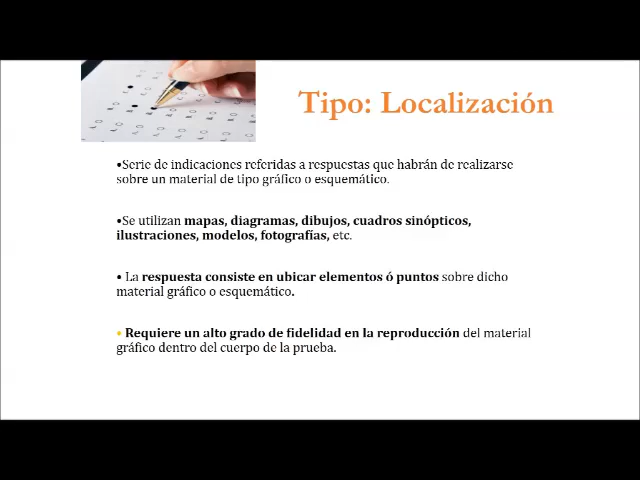 Tipo: Localización
•Serie de indicaciones referidas a respuestas que habrán de realizarse
sobre un material de tipo gráfico o esquemático.
•Se utilizan mapas, diagramas, dibujos, cuadros sinópticos,
ilustraciones, modelos, fotografías, etc.
• La respuesta consiste en ubicar elementos ó puntos sobre dicho
material gráfico o esquemático.
• Requiere un alto grado de fidelidad en la reproducción del material
gráfico dentro del cuerpo de la prueba.